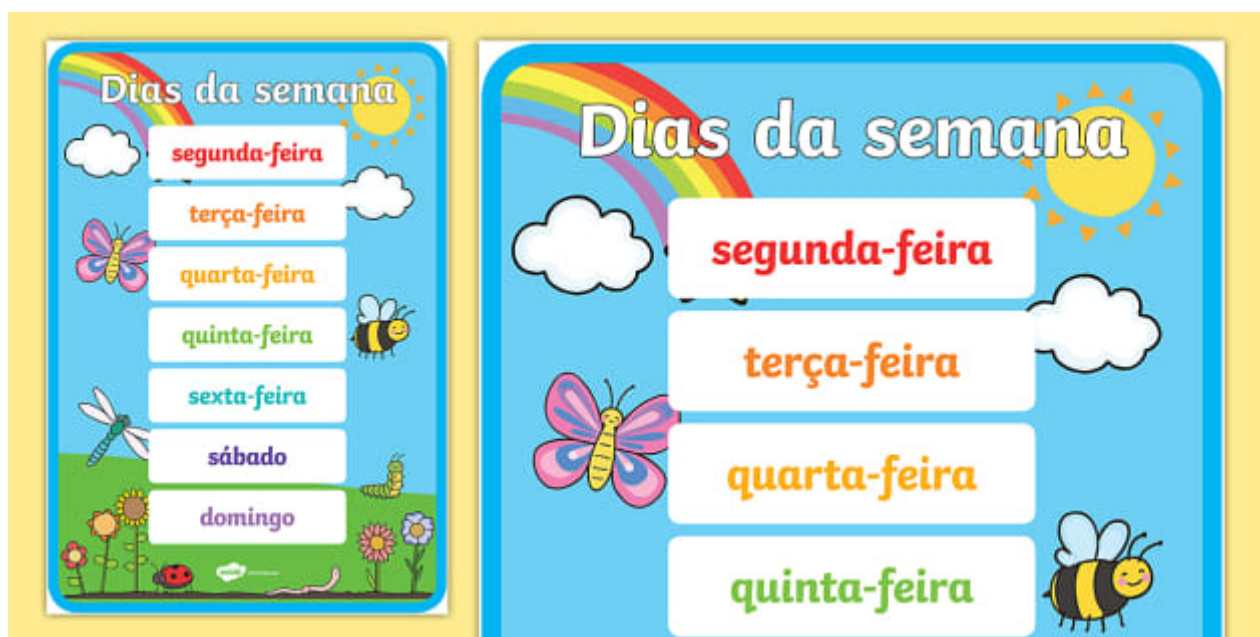 Dias da semana
segunda-feira
terça-feira
quarta-feira
quinta-feira
sexta-feira
sábado
domingo
Dias da semana
segunda-feira
terça-feira
quarta-feira
quinta-feira